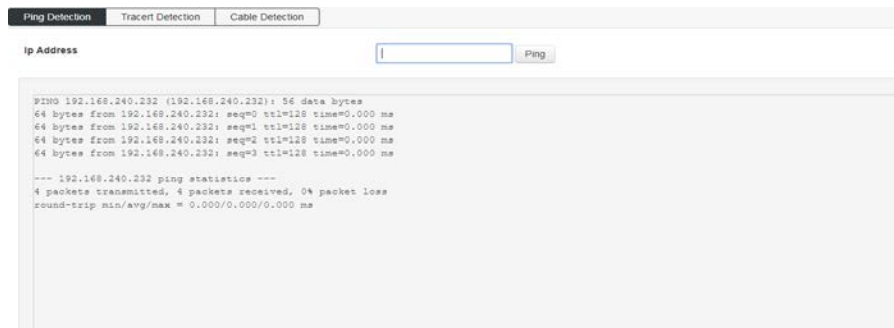 Ping Detection Tracert Detection Cable Detection
Ip Address Ping
PING 192.168.240.232 (192.168.240.232): 56 data bytes
64 bytes from 192.168.240.232: seq=0 ttl=128 time=0.000 ms
64 bytes from 192.168.240.232: seq=1 ttl=128 time=0.000 ms
64 bytes from 192.168.240.232: seq=2 ttl=128 time=0.000 ms
64 bytes from 192.168.240.232: seq=3 ttl=128 time=0.000 ms
--- 192.168.240.232 ping statistics ---
4 packets transmitted, 4 packets received, 0% packet loss
round-trip min/avg/max = 0.000/0.000/0.000 ms